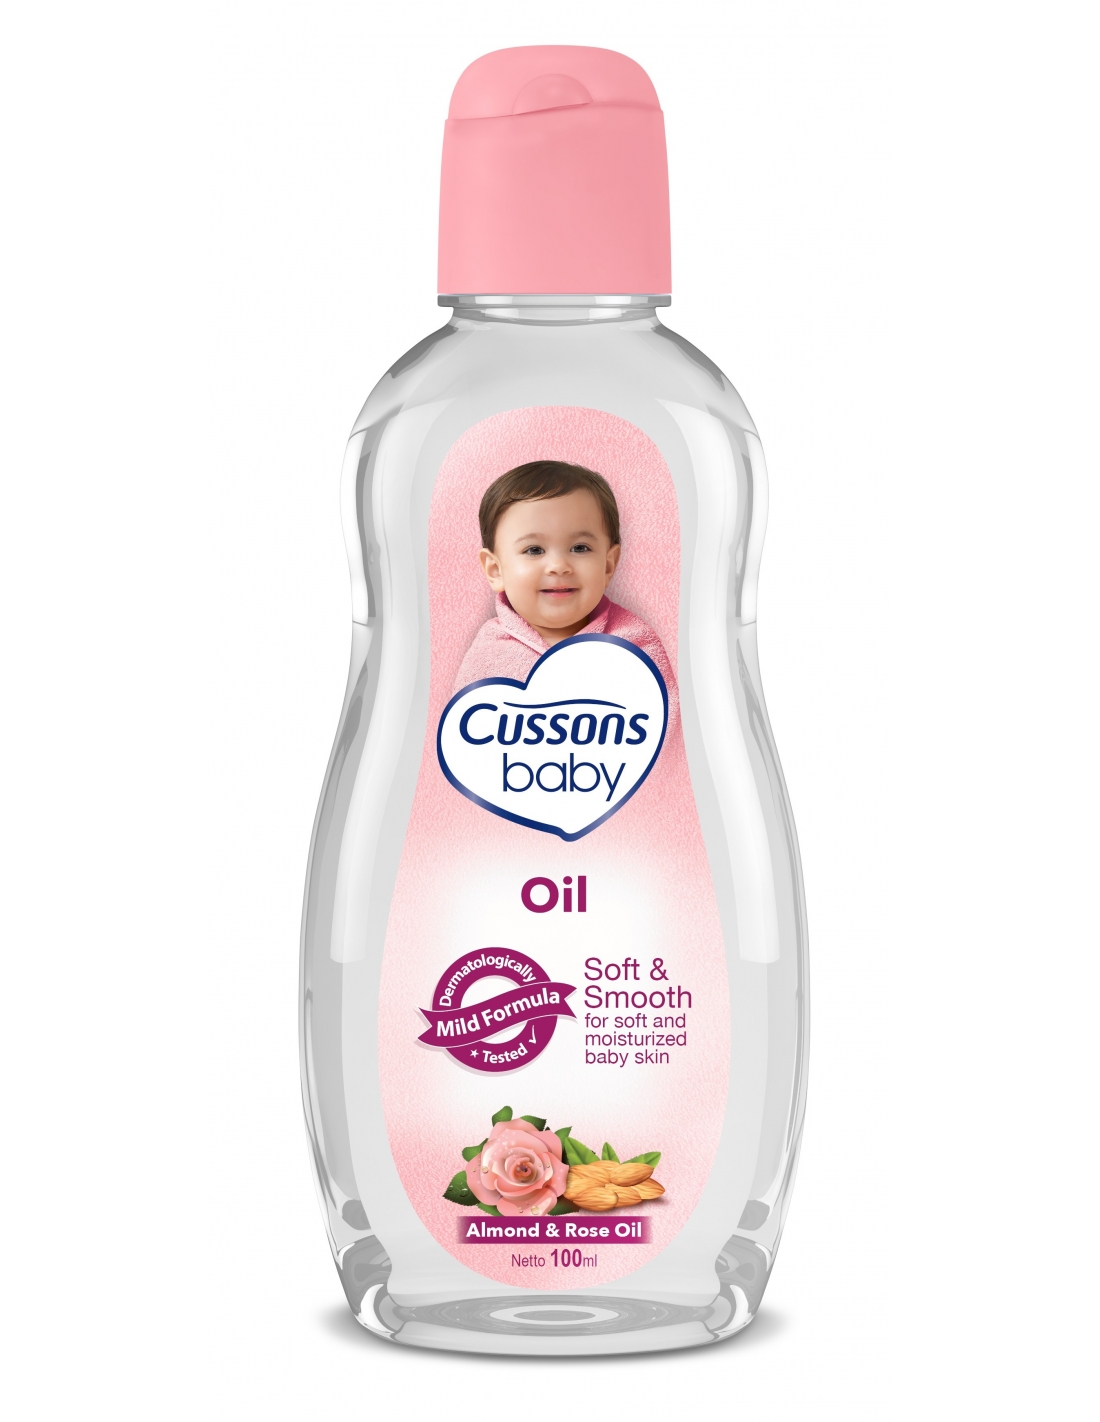 Cussons
baby
Oil
Dermatologically
Mild Formula
Tested
Soft &
Smooth
for soft and
moisturized
baby skin
Almond & Rose Oil
Netto 100ml